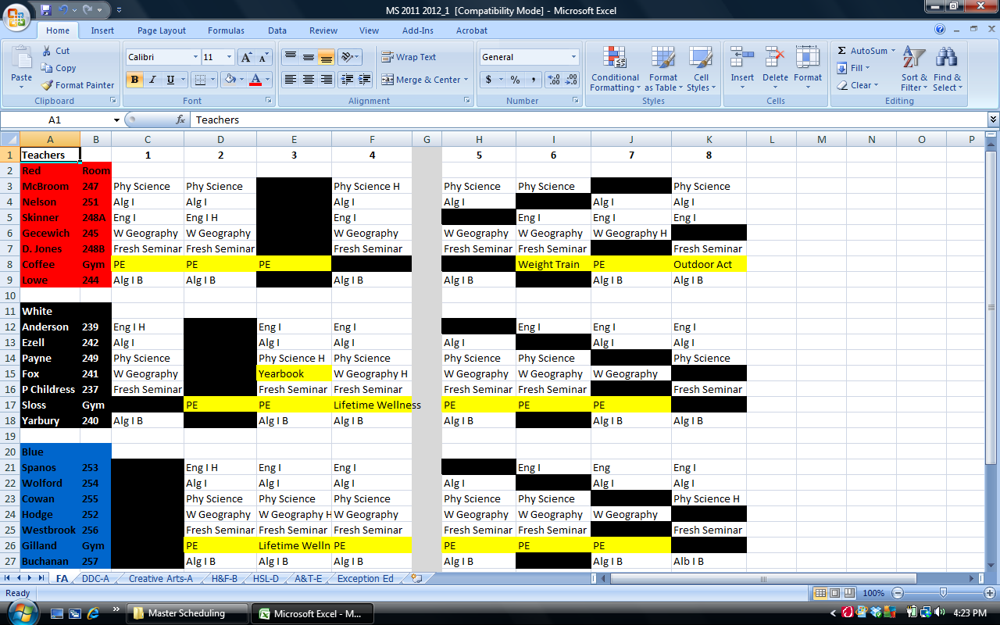 MS 2011 2012_1 [Compatibility Mode] - Microsoft Excel
Home Insert Page Layout Formulas Data Review View Add-Ins Acrobat
Paste Cut Copy Format Painter Clipboard
Calibri 11 B I U A Font
Wrap Text Merge & Center Alignment
General $ % , Number
Conditional Formatting Format as Table Cell Styles Styles
Insert Delete Format Cells
Σ AutoSum Fill Clear Sort & Filter Find & Select Editing
A1 fx Teachers
A B C D E F G H I J K L M N O P
1 Teachers 1 2 3 4 5 6 7 8
2 Red Room
3 McBroom 247 Phy Science Phy Science Phy Science H Phy Science Phy Science Phy Science
4 Nelson 251 Alg I Alg I Alg I Alg I Alg I Alg I
5 Skinner 248A Eng I Eng I H Eng I Eng I Eng I Eng I
6 Gecewich 245 W Geography W Geography W Geography W Geography W Geography W Geography H
7 D. Jones 248B Fresh Seminar Fresh Seminar Fresh Seminar Fresh Seminar Fresh Seminar Fresh Seminar
8 Coffee Gym PE PE PE Weight Train PE Outdoor Act
9 Lowe 244 Alg I B Alg I B Alg I B Alg I B Alg I B Alg I B
10
11 White
12 Anderson 239 Eng I H Eng I Eng I Eng I Eng I Eng I
13 Ezell 242 Alg I Alg I Alg I Alg I Alg I Alg I
14 Payne 249 Phy Science Phy Science H Phy Science Phy Science Phy Science Phy Science
15 Fox 241 W Geography Yearbook W Geography H W Geography W Geography W Geography
16 P Childress 237 Fresh Seminar Fresh Seminar Fresh Seminar Fresh Seminar Fresh Seminar Fresh Seminar
17 Sloss Gym PE PE Lifetime Wellness PE PE PE
18 Yarbury 240 Alg I B Alg I B Alg I B Alg I B Alg I B Alg I B
19
20 Blue
21 Spanos 253 Eng I H Eng I Eng I Eng I Eng Eng I
22 Wolford 254 Alg I Alg I Alg I Alg I Alg I Alg I
23 Cowan 255 Phy Science Phy Science Phy Science Phy Science Phy Science Phy Science H
24 Hodge 252 W Geography W Geography H W Geography W Geography W Geography W Geography
25 Westbrook 256 Fresh Seminar Fresh Seminar Fresh Seminar Fresh Seminar Fresh Seminar Fresh Seminar
26 Gilland Gym PE Lifetime Welln PE PE PE PE
27 Buchanan 257 Alg I B Alg I B Alg I B Alg I B Alg I B Alb I B
FA DDC-A Creative Arts-A H&F-B HSL-D A&T-E Exception Ed
Ready 100%
Master Scheduling Microsoft Excel - M... 4:23 PM